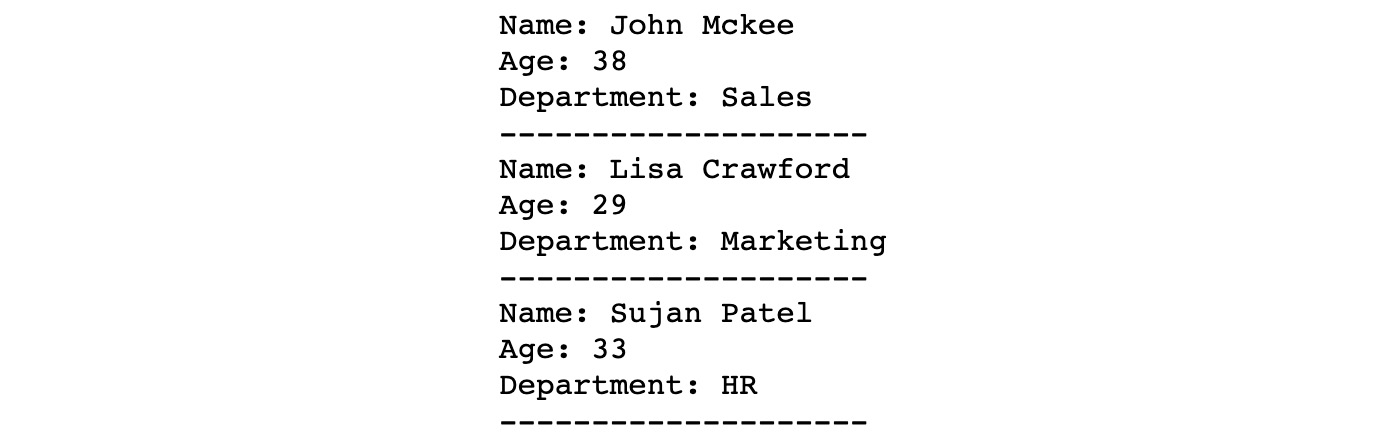 Name: John Mckee
Age: 38
Department: Sales
--------------------
Name: Lisa Crawford
Age: 29
Department: Marketing
--------------------
Name: Sujan Patel
Age: 33
Department: HR
--------------------